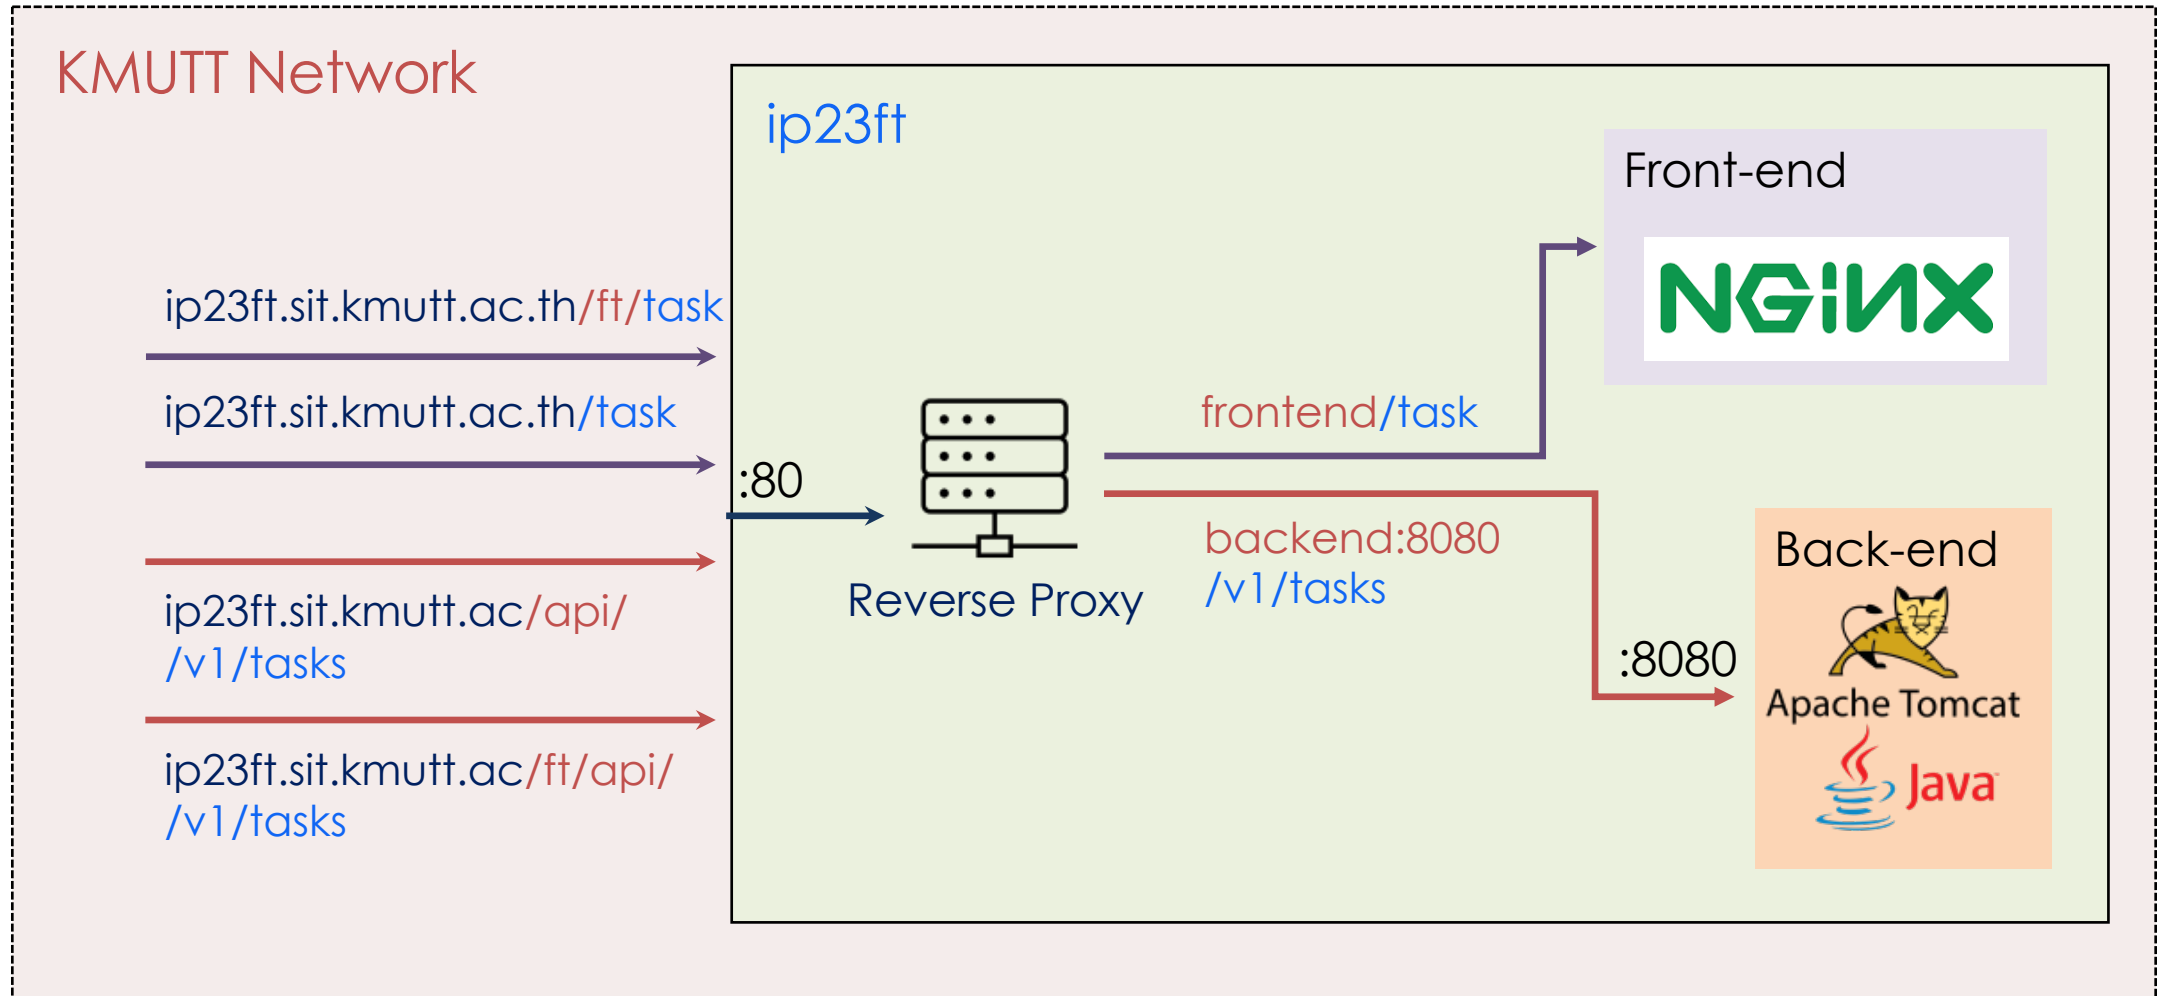 KMUTT Network
ip23ft
Front-end
NGiNX
ip23ft.sit.kmutt.ac.th/ft/task
ip23ft.sit.kmutt.ac.th/task
frontend/task
:80
backend:8080
/v1/tasks
Reverse Proxy
Back-end
ip23ft.sit.kmutt.ac/api/
/v1/tasks
:8080
Apache Tomcat
ip23ft.sit.kmutt.ac/ft/api/
/v1/tasks
Java